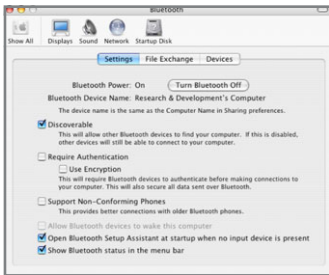 Bluetooth
Show All Displays Sound Network Startup Disk
Settings File Exchange Devices
Bluetooth Power: On Turn Bluetooth Off
Bluetooth Device Name: Research & Development's Computer
The device name is the same as the Computer Name in Sharing preferences.
Discoverable
This will allow other Bluetooth devices to find your computer. If this is disabled,
other devices will still be able to connect to your computer.
Require Authentication
Use Encryption
This will require Bluetooth devices to authenticate before making connections to
your computer. This will also secure all data sent over Bluetooth.
Support Non-Conforming Phones
This provides better connections with older Bluetooth phones.
Allow Bluetooth devices to wake this computer
Open Bluetooth Setup Assistant at startup when no input device is present
Show Bluetooth status in the menu bar